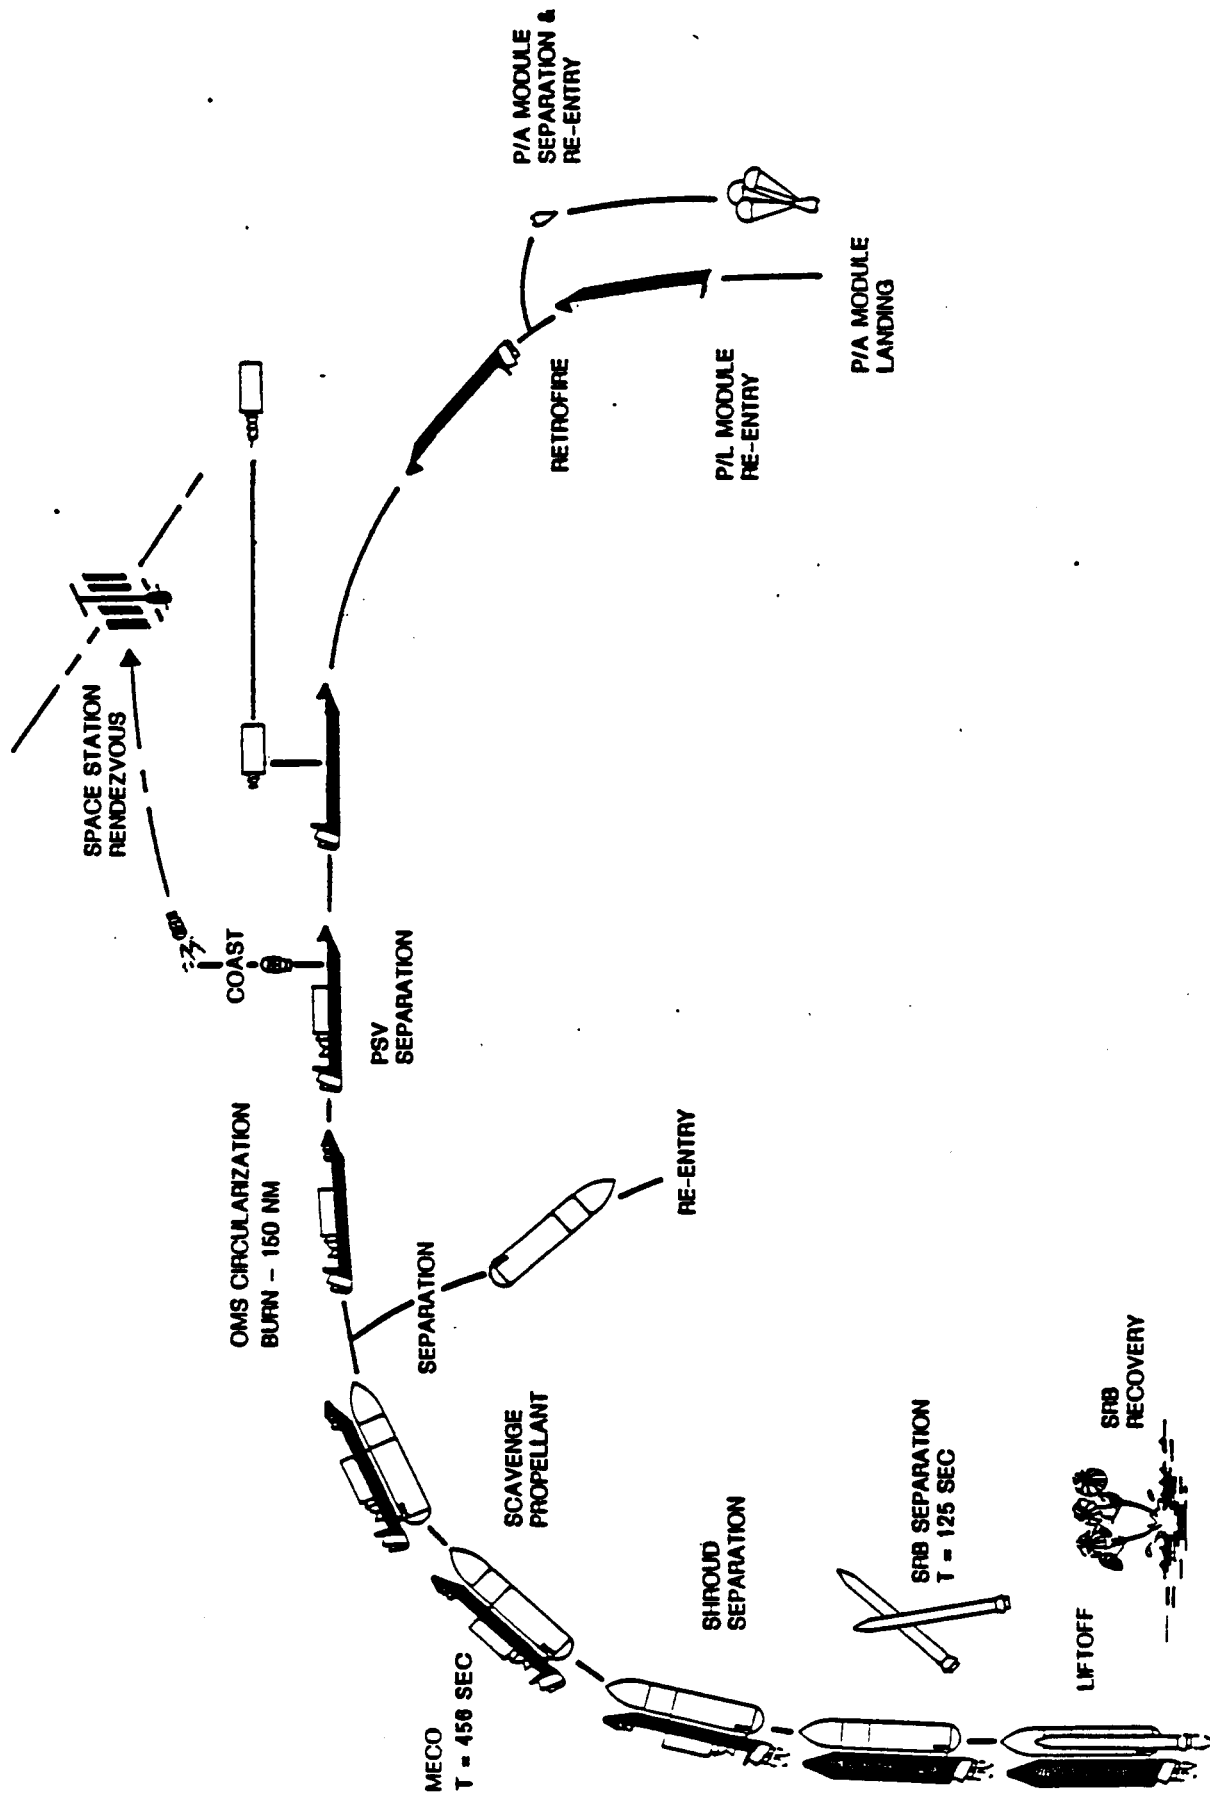 LIFTOFF
SRB
RECOVERY
SRB SEPARATION
T = 125 SEC
SHROUD
SEPARATION
MECO
T = 456 SEC
SCAVENGE
PROPELLANT
SEPARATION
RE-ENTRY
OMS CIRCULARIZATION
BURN – 150 NM
PSV
SEPARATION
COAST
SPACE STATION
RENDEZVOUS
RETROFIRE
P/A MODULE
SEPARATION &
RE-ENTRY
P/L MODULE
RE-ENTRY
P/A MODULE
LANDING